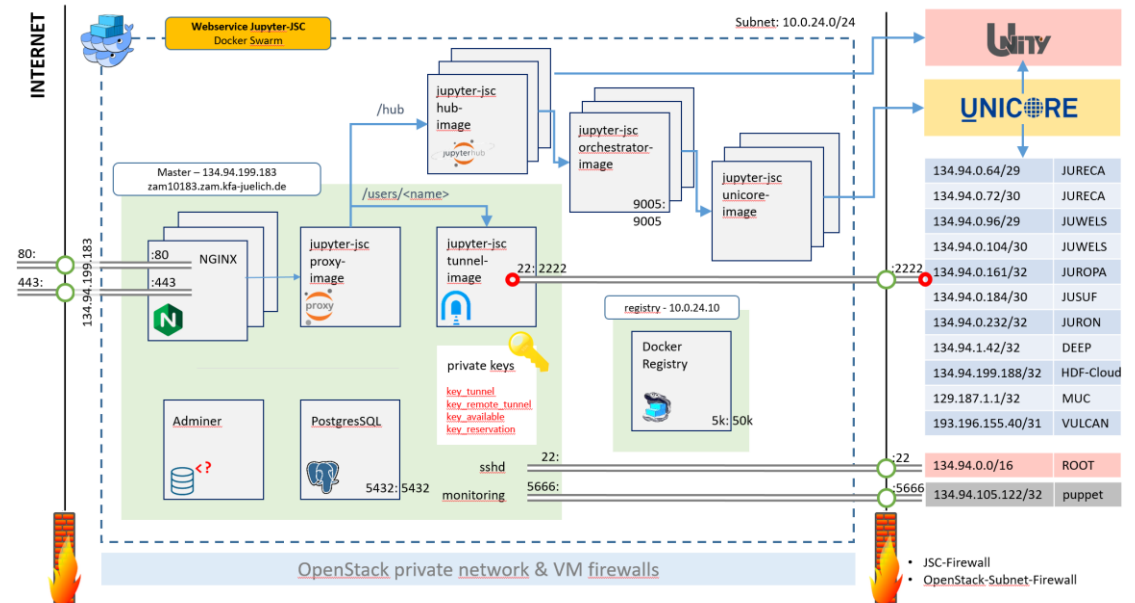 INTERNET
Webservice Jupyter-JSC
Docker Swarm
Subnet: 10.0.24.0/24
Unity
UNICORE
/hub
jupyter-jsc
hub-
image
jupyterhub
jupyter-jsc
orchestrator-
image
9005:
9005
jupyter-jsc
unicore-
image
Master – 134.94.199.183
zam10183.zam.kfa-juelich.de
/users/<name>
80:
443:
134.94.199.183
:80
:443
NGINX
jupyter-jsc
proxy-
image
proxy
jupyter-jsc
tunnel-
image
22: 2222
:2222
registry - 10.0.24.10
Docker
Registry
5k: 50k
private keys
key_tunnel
key_remote_tunnel
key_available
key_reservation
Adminer
<?
PostgresSQL
5432: 5432
sshd
22:
:22
monitoring
5666:
:5666
134.94.0.64/29 JURECA
134.94.0.72/30 JURECA
134.94.0.96/29 JUWELS
134.94.0.104/30 JUWELS
134.94.0.161/32 JUROPA
134.94.0.184/30 JUSUF
134.94.0.232/32 JURON
134.94.1.42/32 DEEP
134.94.199.188/32 HDF-Cloud
129.187.1.1/32 MUC
193.196.155.40/31 VULCAN
134.94.0.0/16 ROOT
134.94.105.122/32 puppet
OpenStack private network & VM firewalls
• JSC-Firewall
• OpenStack-Subnet-Firewall